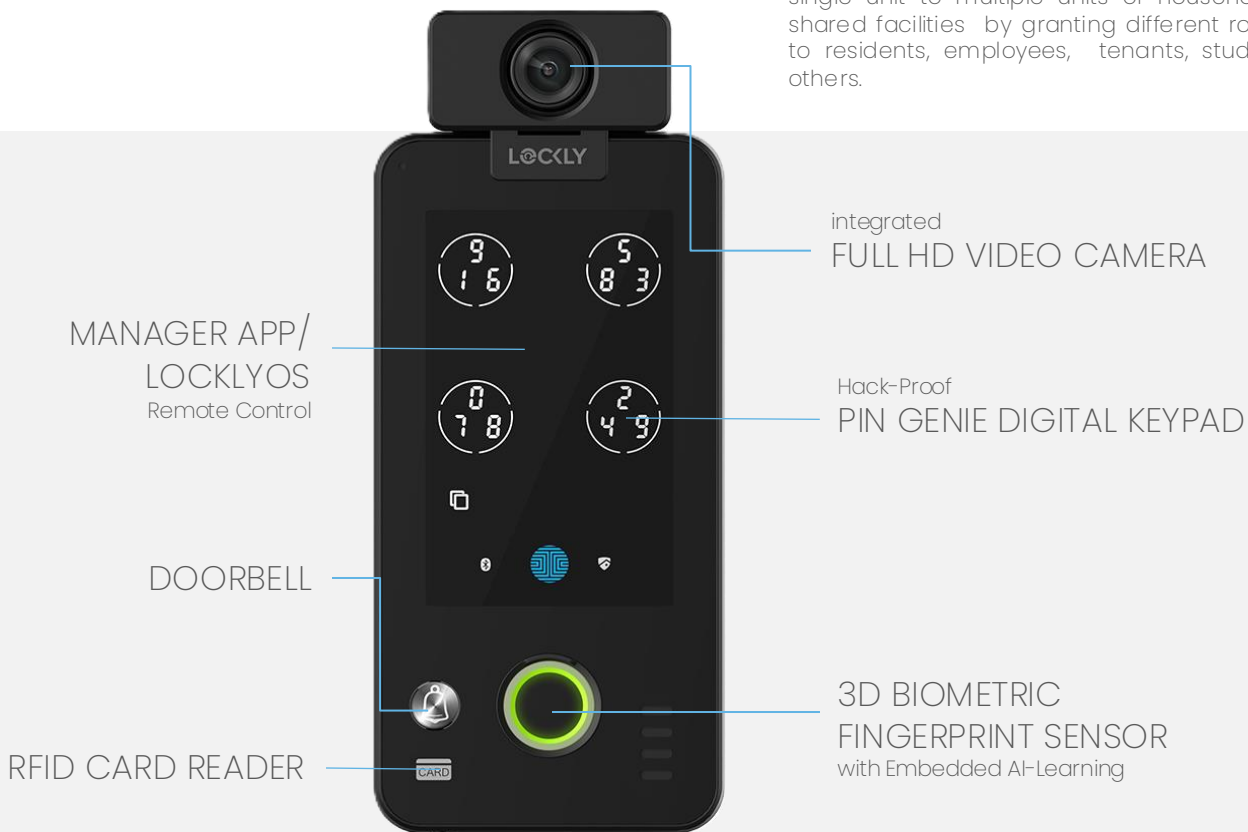 shared facilities by granting different
to residents, employees, tenants,
others.
LOCKLY
9
1 6
5
8 3
integrated
FULL HD VIDEO CAMERA
MANAGER APP/
LOCKLYOS
Remote Control
0
7 8
2
4 9
Hack-Proof
PIN GENIE DIGITAL KEYPAD
DOORBELL
3D BIOMETRIC
FINGERPRINT SENSOR
with Embedded AI-Learning
RFID CARD READER
CARD